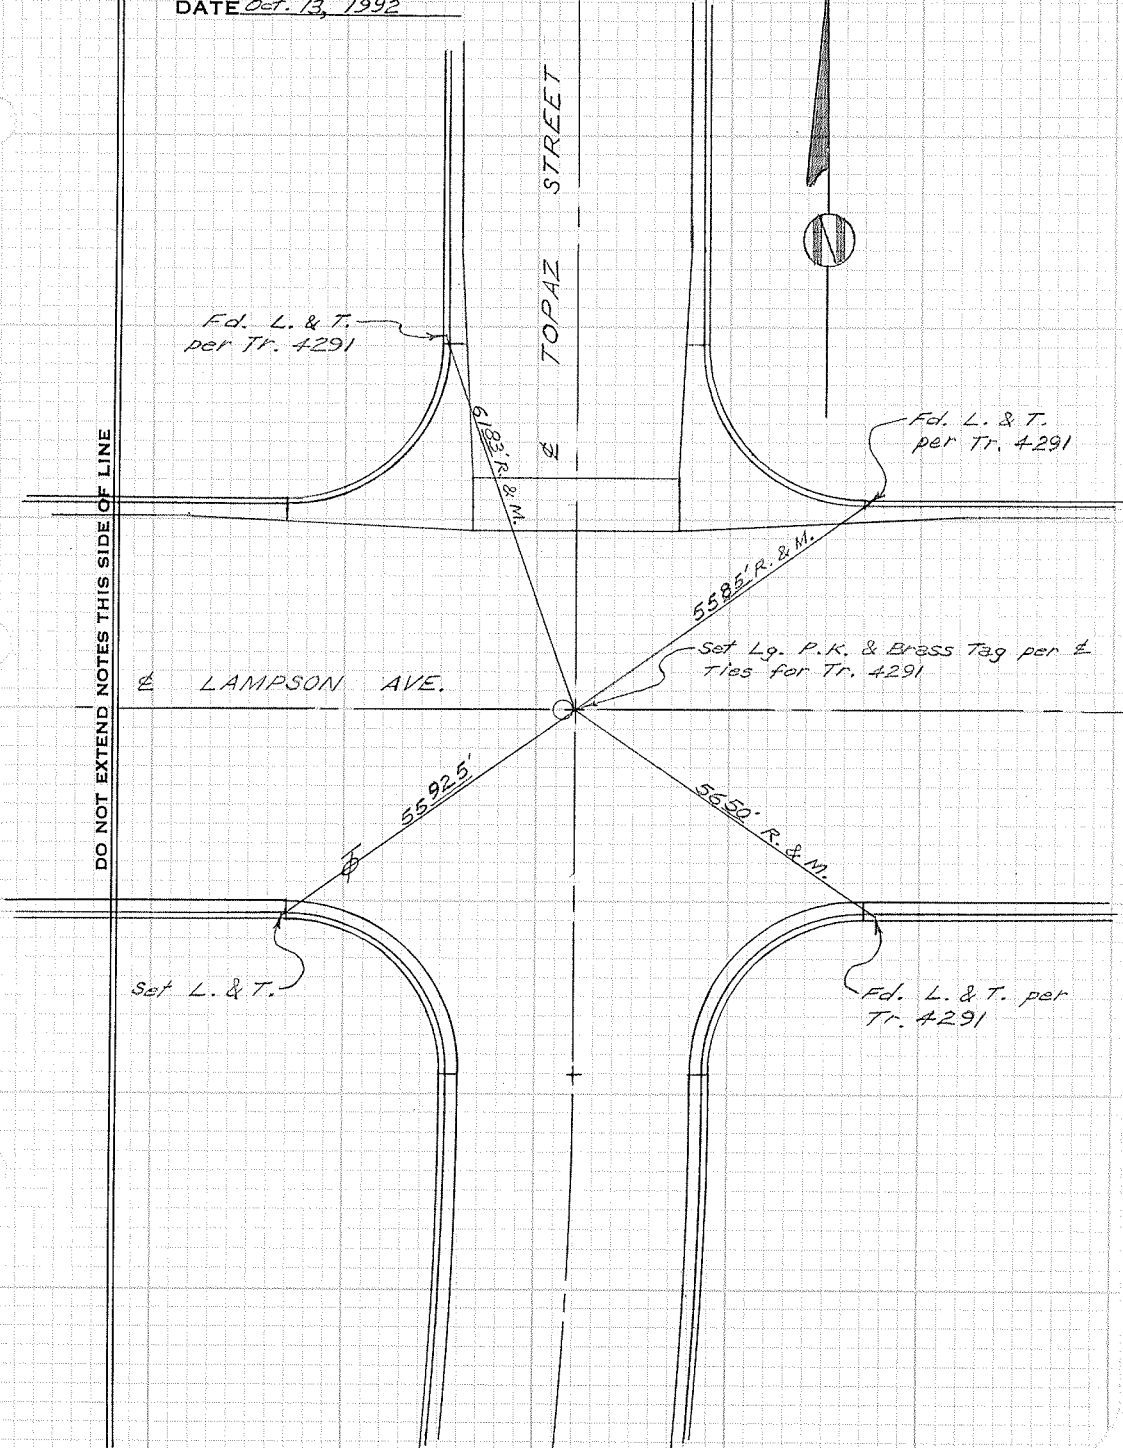 DATE Oct. 13, 1992
℄ TOPAZ STREET
N
Fd. L. & T.
per Tr. 4291
Fd. L. & T.
per Tr. 4291
61.83' R. & M.
55.85' R. & M.
DO NOT EXTEND NOTES THIS SIDE OF LINE
Set Lg. P.K. & Brass Tag per ℄
Ties for Tr. 4291
℄ LAMPSON AVE.
55.925'
56.50' R. & M.
Set L. & T.
Fd. L. & T. per
Tr. 4291